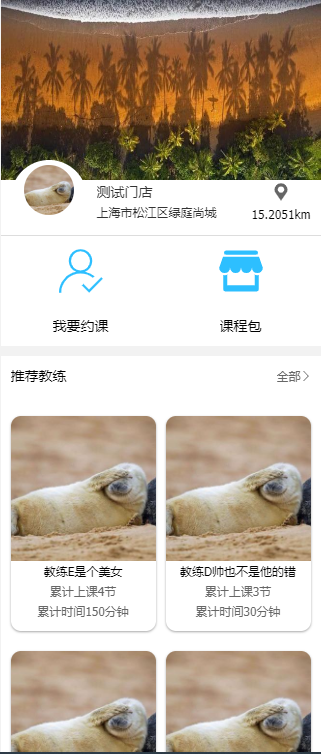 测试门店
上海市松江区绿庭尚城
15.2051km
我要约课
课程包
推荐教练
全部
教练E是个美女
累计上课4节
累计时间150分钟
教练D帅也不是他的错
累计上课3节
累计时间30分钟